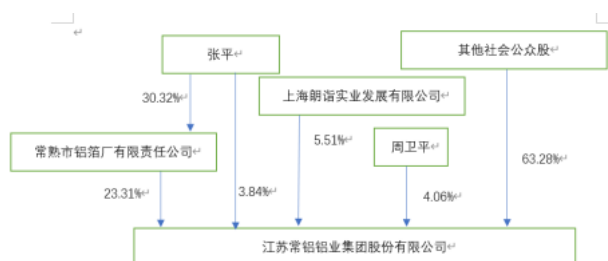 张平
其他社会公众股
30.32%
上海朗诣实业发展有限公司
常熟市铝箔厂有限责任公司
5.51%
周卫平
63.28%
23.31%
3.84%
4.06%
江苏常铝铝业集团股份有限公司